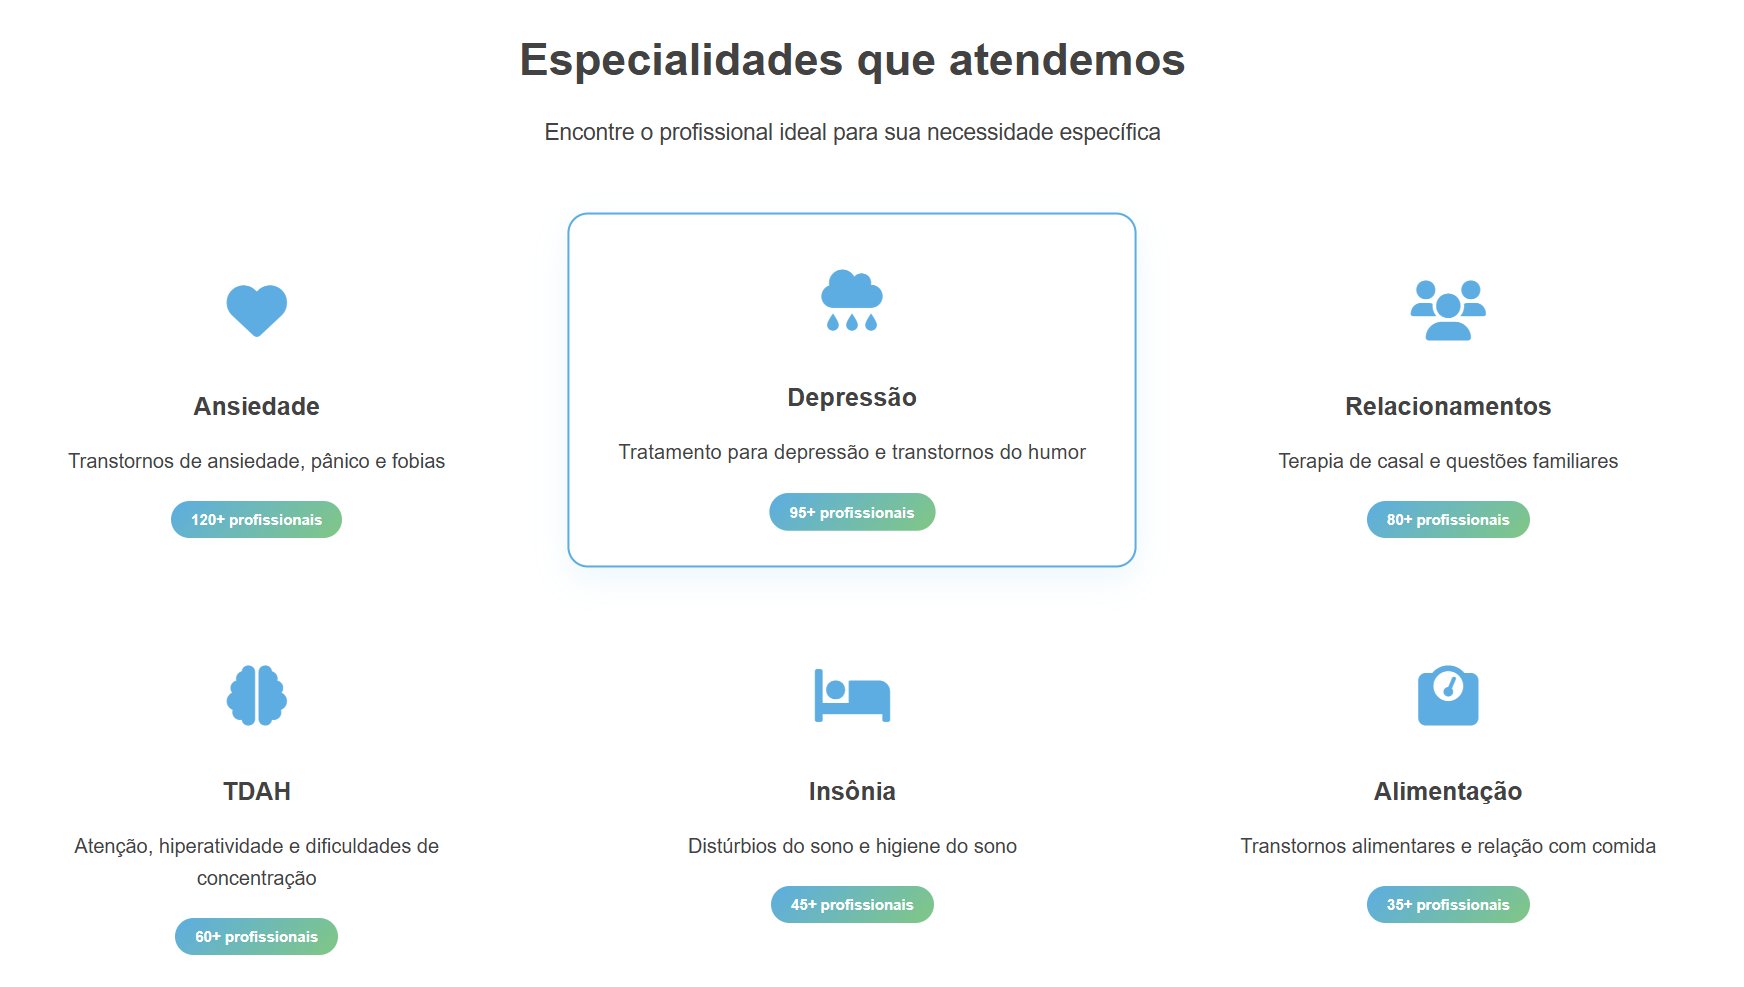 Especialidades que atendemos
Encontre o profissional ideal para sua necessidade específica
Ansiedade
Transtornos de ansiedade, pânico e fobias
120+ profissionais
Depressão
Tratamento para depressão e transtornos do humor
95+ profissionais
Relacionamentos
Terapia de casal e questões familiares
80+ profissionais
TDAH
Atenção, hiperatividade e dificuldades de
concentração
60+ profissionais
Insônia
Distúrbios do sono e higiene do sono
45+ profissionais
Alimentação
Transtornos alimentares e relação com comida
35+ profissionais